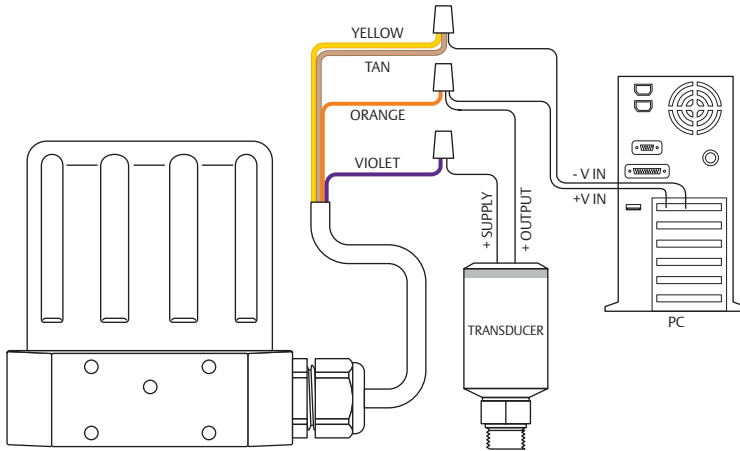 YELLOW
TAN
ORANGE
VIOLET
- V IN
+V IN
+ SUPPLY
+ OUTPUT
TRANSDUCER
PC